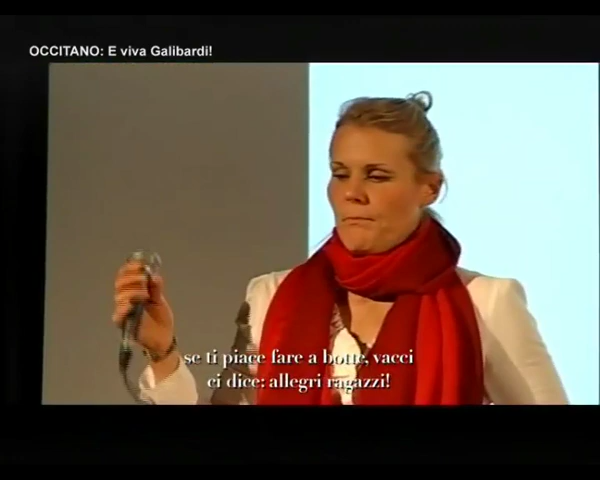 OCCITANO: E viva Galibardi!
se ti piace fare a botte, vacci
ci dice: allegri ragazzi!